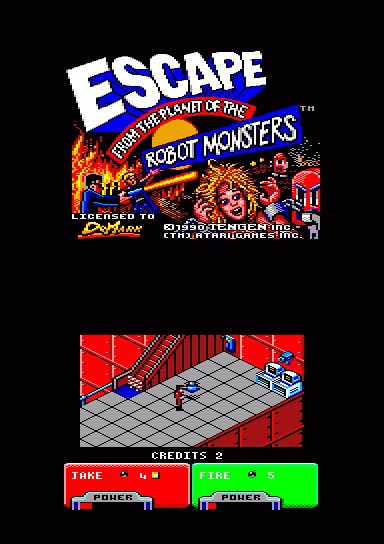 ESCAPE
FROM THE PLANET OF THE
ROBOT MONSTERS
TM
LICENSED TO
DOMARK
©1990 TENGEN INC.
(TM) ATARI GAMES INC.
CREDITS 2
JAKE 4
FIRE 5
POWER
POWER